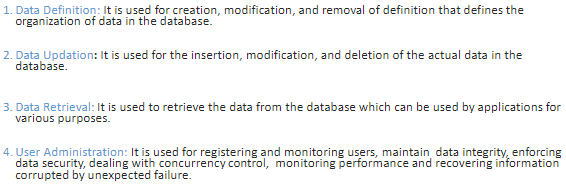 1. Data Definition: It is used for creation, modification, and removal of definition that defines the
organization of data in the database.
2. Data Updation: It is used for the insertion, modification, and deletion of the actual data in the
database.
3. Data Retrieval: It is used to retrieve the data from the database which can be used by applications for
various purposes.
4. User Administration: It is used for registering and monitoring users, maintain data integrity, enforcing
data security, dealing with concurrency control, monitoring performance and recovering information
corrupted by unexpected failure.